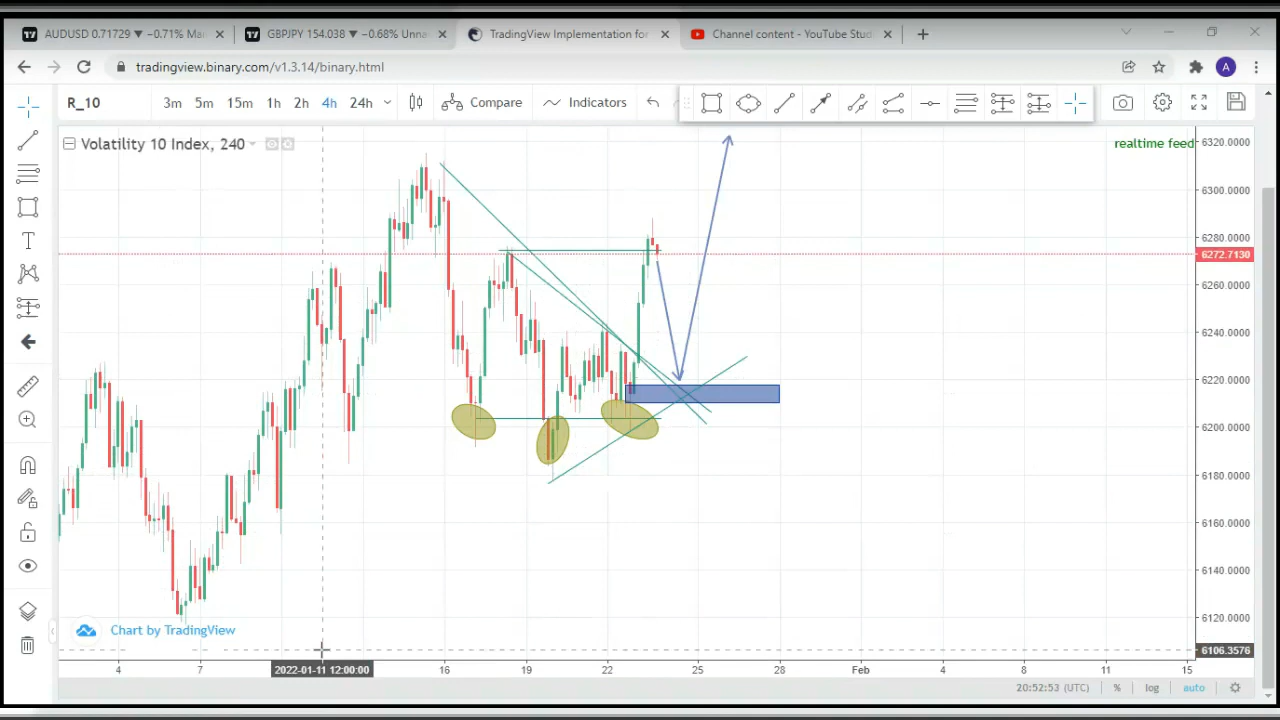 AUDUSD 0.71729 ▼ −0.71% Ma
GBPJPY 154.038 ▼ −0.68% Unna
TradingView Implementation for
Channel content - YouTube Stud
tradingview.binary.com/v1.3.14/binary.html
A
R_10
3m 5m 15m 1h 2h 4h 24h
Compare
Indicators
Volatility 10 Index, 240
realtime feed
6320.0000
6300.0000
6280.0000
6272.7130
6260.0000
6240.0000
6220.0000
6200.0000
6180.0000
6160.0000
6140.0000
6120.0000
6106.3576
Chart by TradingView
4 7 2022-01-11 12:00:00 16 19 22 25 28 Feb 4 8 11 15
20:52:53 (UTC) % log auto